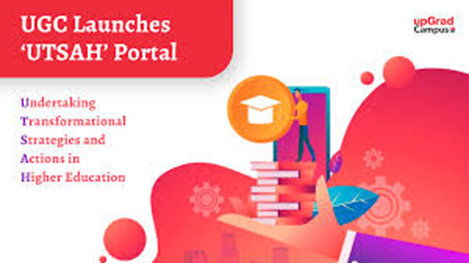 UGC Launches
'UTSAH' Portal
upGrad
Campus
Undertaking
Transformational
Strategies and
Actions in
Higher Education